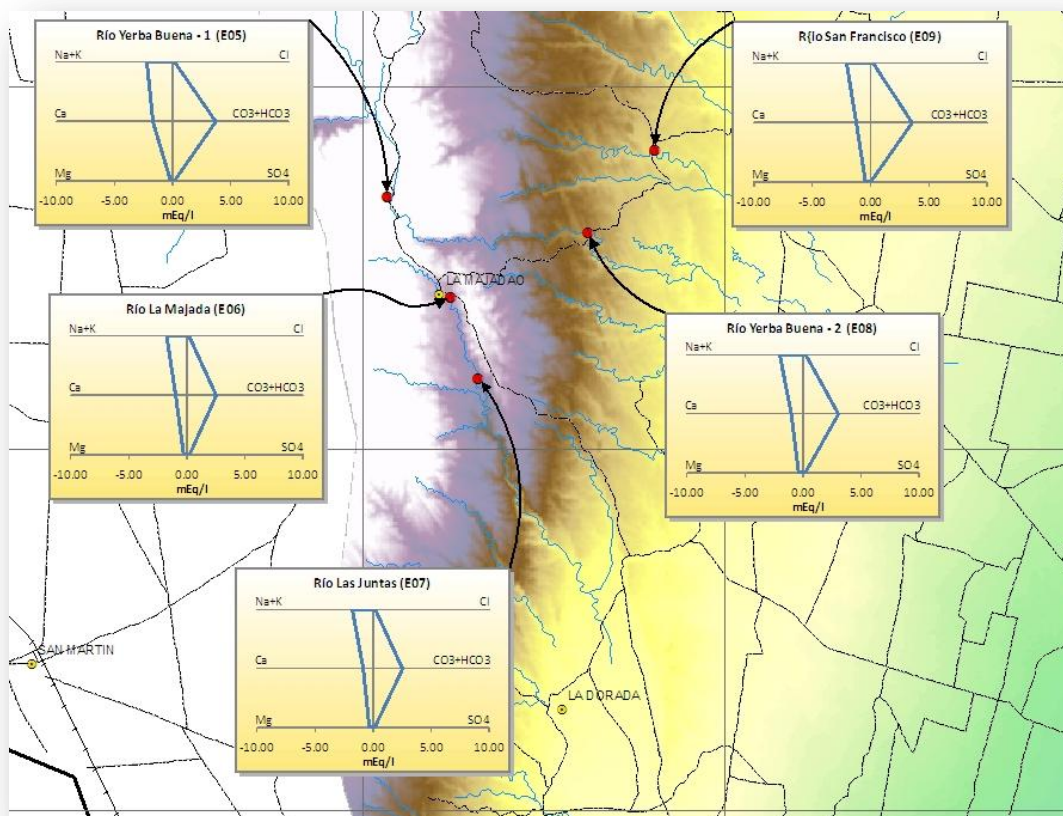 Río Yerba Buena - 1 (E05)
Na+K Cl
Ca CO3+HCO3
Mg SO4
-10.00 -5.00 0.00 5.00 10.00
mEq/l
R{io San Francisco (E09)
Na+K Cl
Ca CO3+HCO3
Mg SO4
-10.00 -5.00 0.00 5.00 10.00
mEq/l
LA MAJADAO
Río La Majada (E06)
Na+K Cl
Ca CO3+HCO3
Mg SO4
-10.00 -5.00 0.00 5.00 10.00
mEq/l
Río Yerba Buena - 2 (E08)
Na+K Cl
Ca CO3+HCO3
Mg SO4
-10.00 -5.00 0.00 5.00 10.00
mEq/l
Río Las Juntas (E07)
Na+K Cl
Ca CO3+HCO3
Mg SO4
-10.00 -5.00 0.00 5.00 10.00
mEq/l
SAN MARTIN
LA DORADA